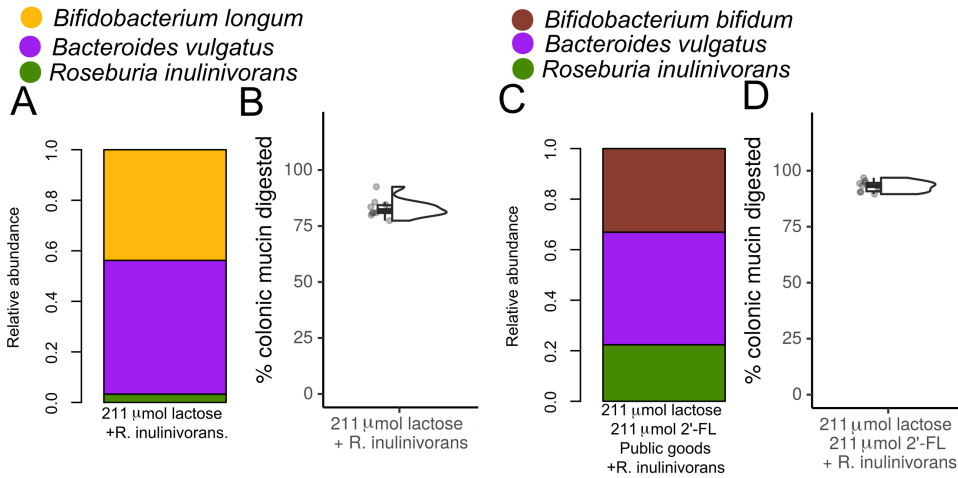 Bifidobacterium longum
Bacteroides vulgatus
Roseburia inulinivorans
Bifidobacterium bifidum
Bacteroides vulgatus
Roseburia inulinivorans
A
Relative abundance
1.0
0.8
0.6
0.4
0.2
0.0
211 µmol lactose
+R. inulinivorans.
B
% colonic mucin digested
100
75
50
25
0
211 µmol lactose
+ R. inulinivorans
C
Relative abundance
1.0
0.8
0.6
0.4
0.2
0.0
211 µmol lactose
211 µmol 2'-FL
Public goods
+R. inulinivorans
D
% colonic mucin digested
100
75
50
25
0
211 µmol lactose
211 µmol 2'-FL
+ R. inulinivorans